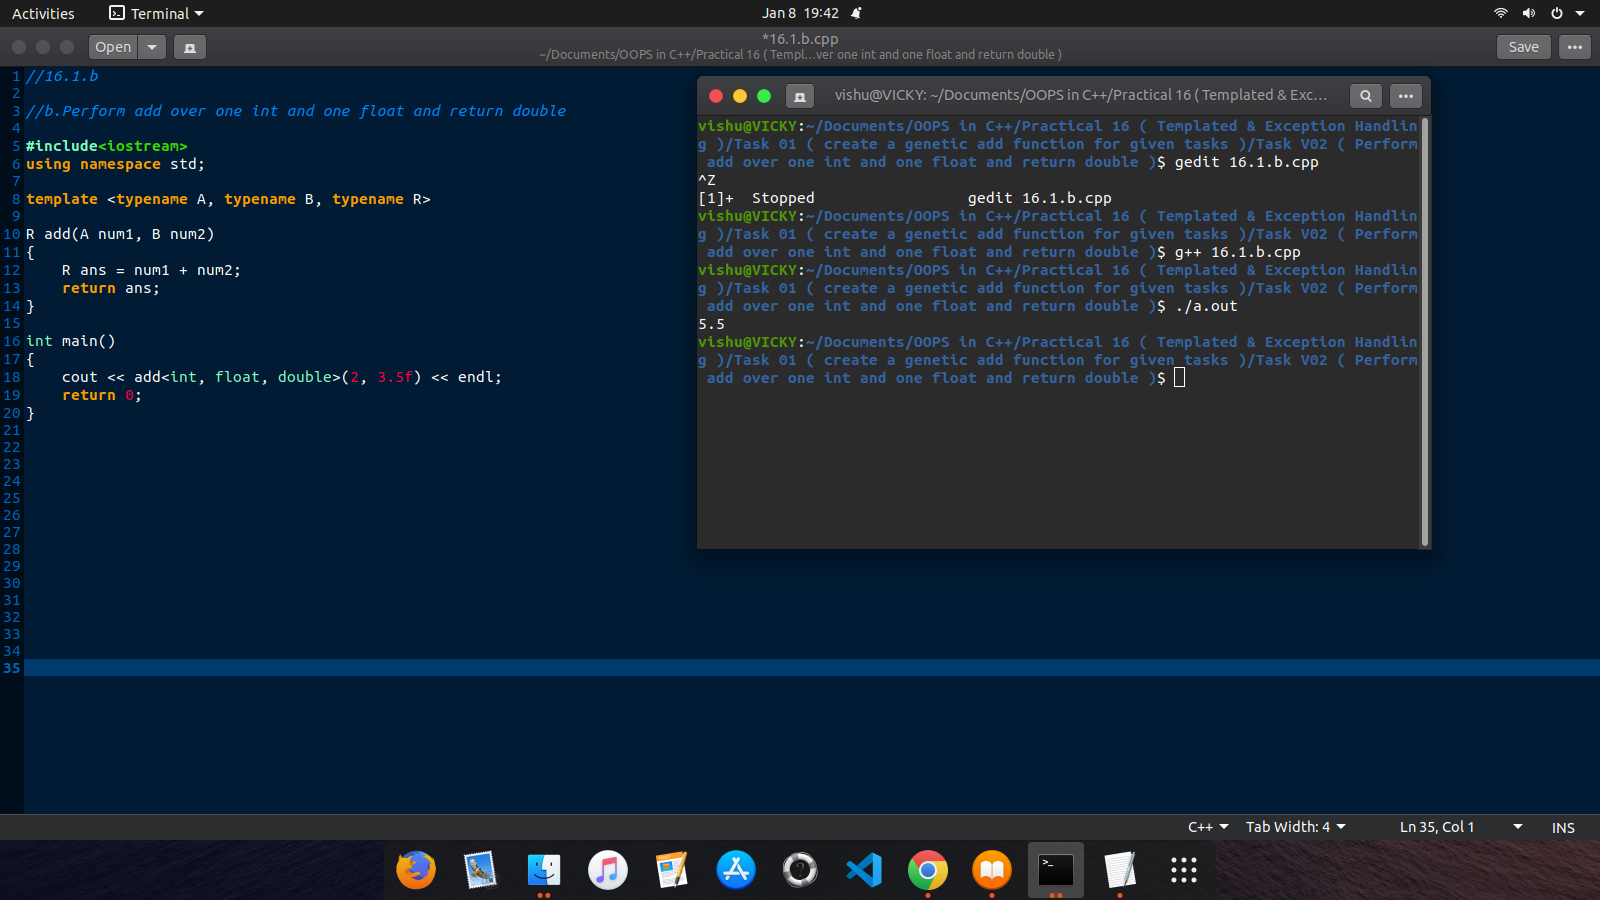 Activities
Terminal
Jan 8 19:42
Open
*16.1.b.cpp
~/Documents/OOPS in C++/Practical 16 ( Templ...ver one int and one float and return double )
Save
1 //16.1.b
2
3 //b.Perform add over one int and one float and return double
4
5 #include<iostream>
6 using namespace std;
7
8 template <typename A, typename B, typename R>
9
10 R add(A num1, B num2)
11 {
12     R ans = num1 + num2;
13     return ans;
14 }
15
16 int main()
17 {
18     cout << add<int, float, double>(2, 3.5f) << endl;
19     return 0;
20 }
21
22
23
24
25
26
27
28
29
30
31
32
33
34
35
vishu@VICKY: ~/Documents/OOPS in C++/Practical 16 ( Templated & Exc...
vishu@VICKY:~/Documents/OOPS in C++/Practical 16 ( Templated & Exception Handlin
g )/Task 01 ( create a genetic add function for given tasks )/Task V02 ( Perform
 add over one int and one float and return double )$ gedit 16.1.b.cpp
^Z
[1]+  Stopped                 gedit 16.1.b.cpp
vishu@VICKY:~/Documents/OOPS in C++/Practical 16 ( Templated & Exception Handlin
g )/Task 01 ( create a genetic add function for given tasks )/Task V02 ( Perform
 add over one int and one float and return double )$ g++ 16.1.b.cpp
vishu@VICKY:~/Documents/OOPS in C++/Practical 16 ( Templated & Exception Handlin
g )/Task 01 ( create a genetic add function for given tasks )/Task V02 ( Perform
 add over one int and one float and return double )$ ./a.out
5.5
vishu@VICKY:~/Documents/OOPS in C++/Practical 16 ( Templated & Exception Handlin
g )/Task 01 ( create a genetic add function for given tasks )/Task V02 ( Perform
 add over one int and one float and return double )$
C++
Tab Width: 4
Ln 35, Col 1
INS